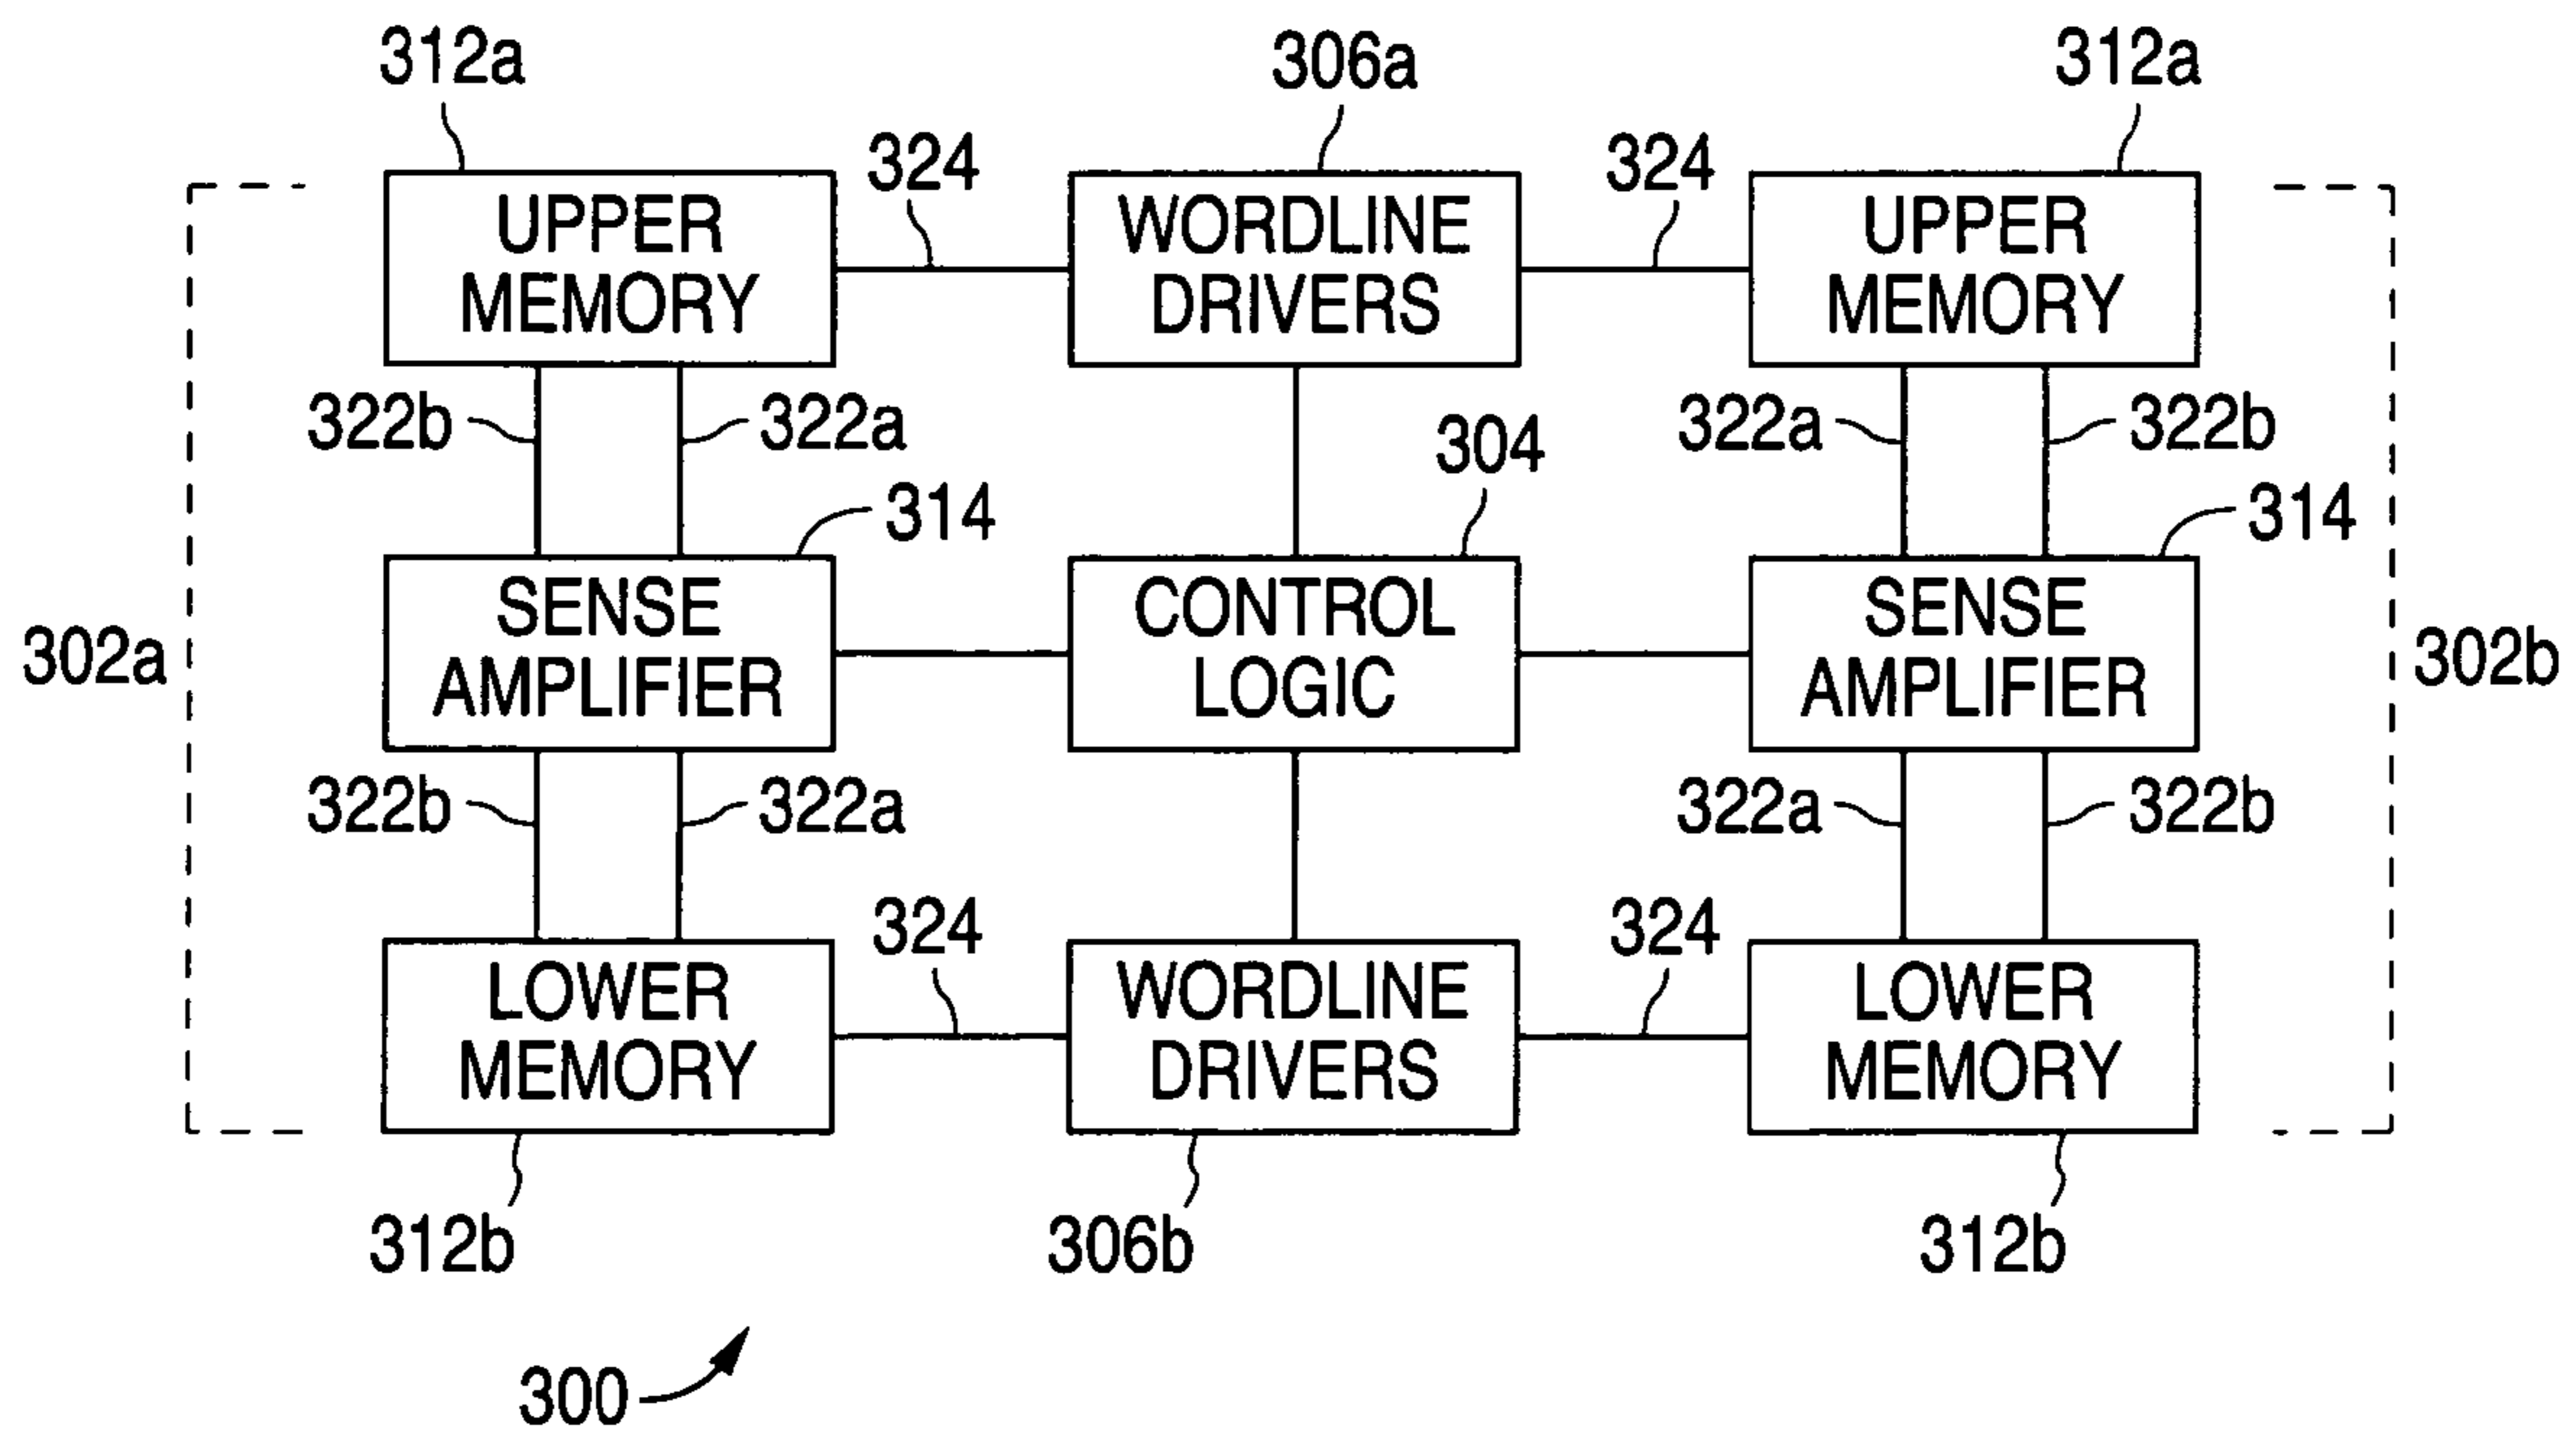 312a
306a
312a
324
324
UPPER
MEMORY
WORDLINE
DRIVERS
UPPER
MEMORY
322b
322a
322a
322b
304
314
314
SENSE
AMPLIFIER
CONTROL
LOGIC
SENSE
AMPLIFIER
302a
302b
322b
322a
322a
322b
324
324
LOWER
MEMORY
WORDLINE
DRIVERS
LOWER
MEMORY
312b
306b
312b
300